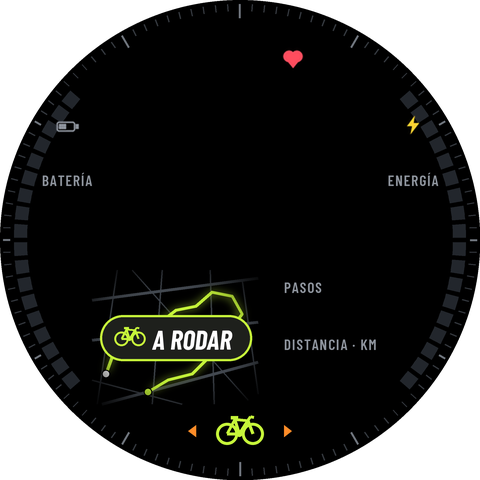 BATERÍA
ENERGÍA
PASOS
A RODAR
DISTANCIA · KM